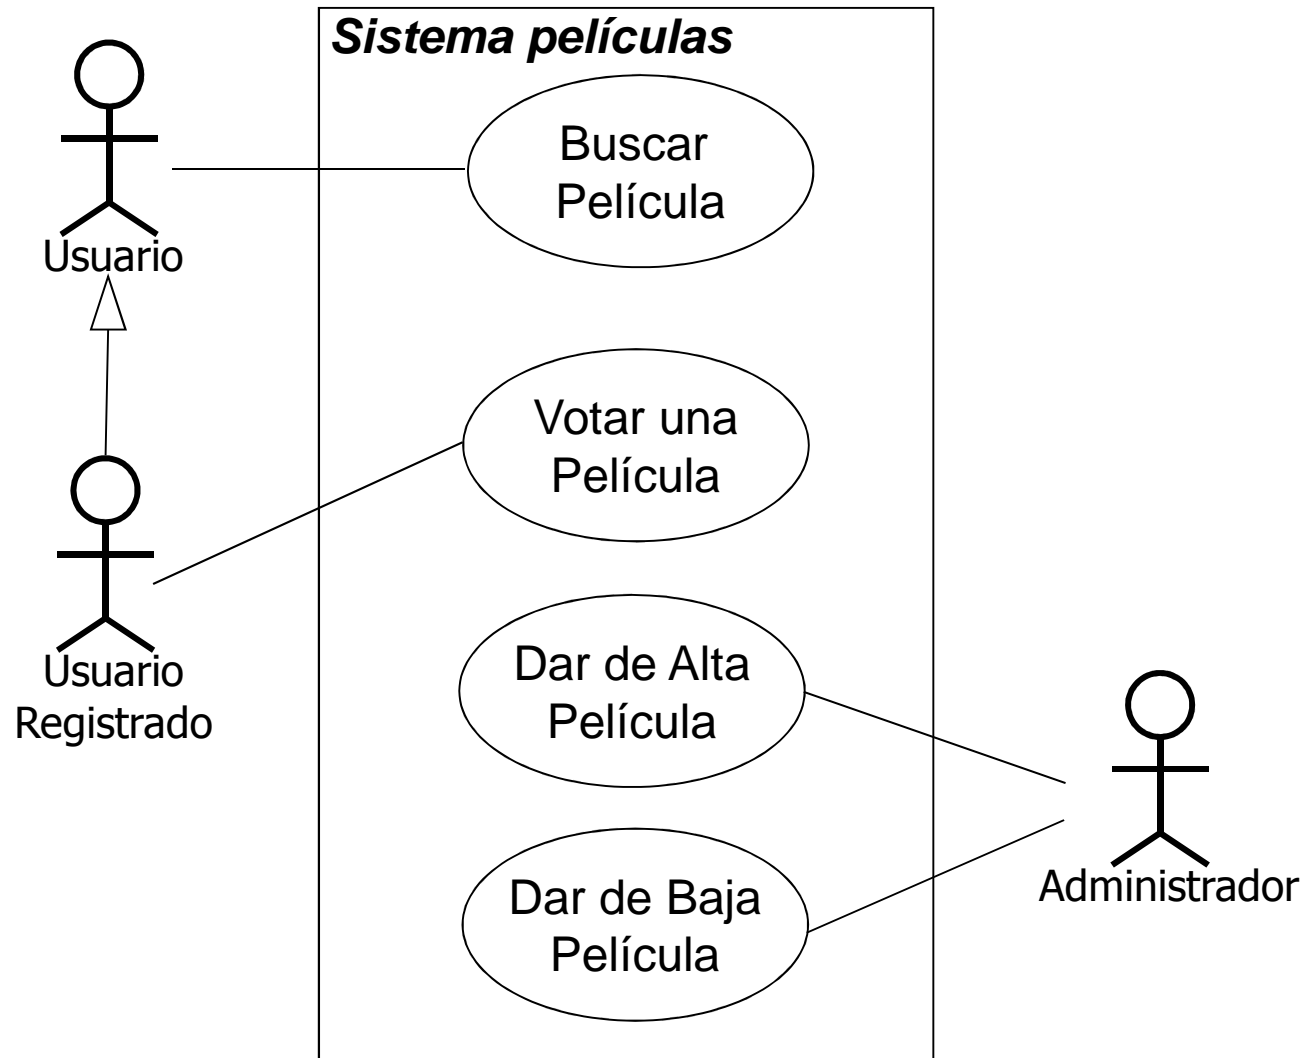 Sistema películas
Buscar
Película
Usuario
Votar una
Película
Usuario
Registrado
Dar de Alta
Película
Dar de Baja
Película
Administrador